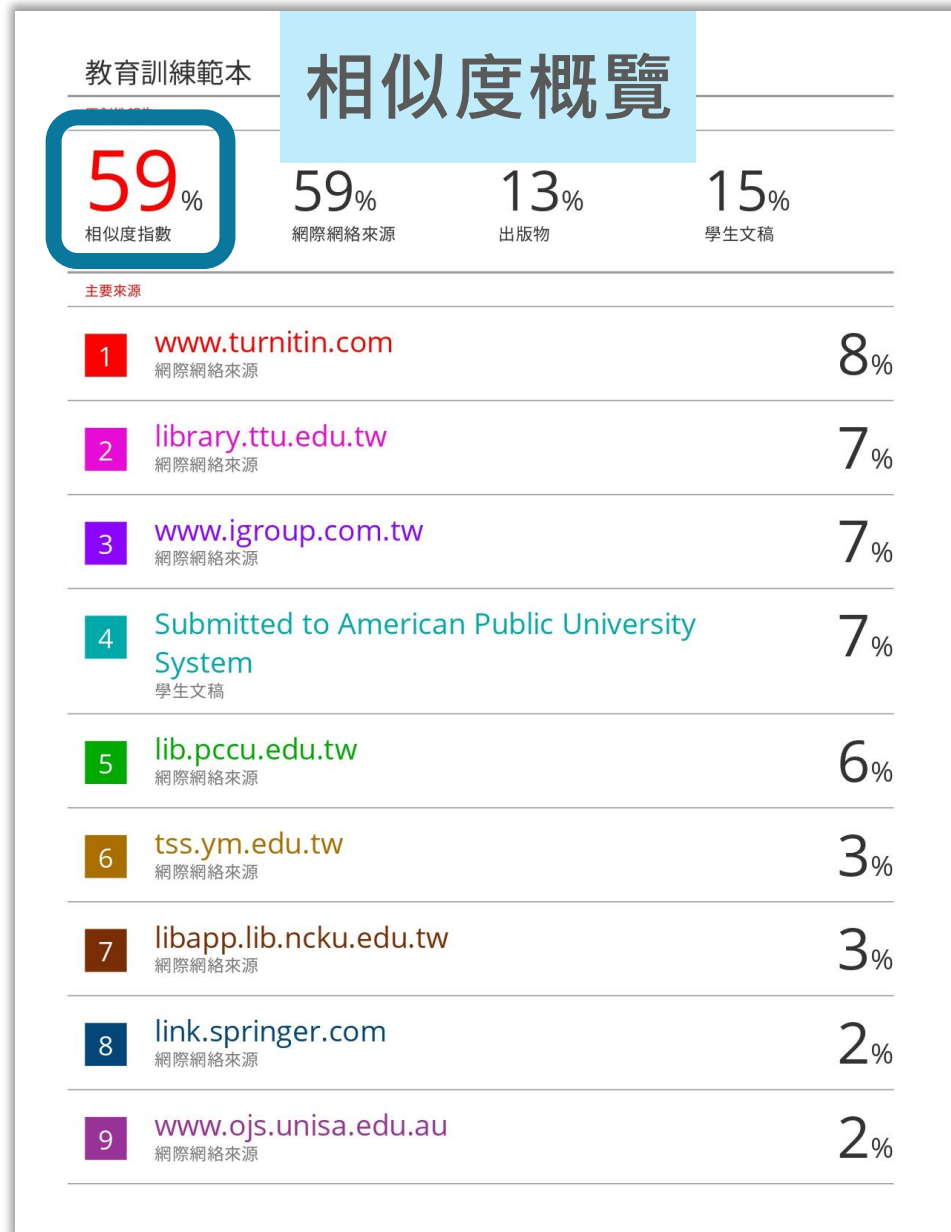 教育訓練範本
相似度概覽
59%
相似度指數
59%
網際網絡來源
13%
出版物
15%
學生文稿
主要來源
1
www.turnitin.com
網際網絡來源
8%
2
library.ttu.edu.tw
網際網絡來源
7%
3
www.igroup.com.tw
網際網絡來源
7%
4
Submitted to American Public University
System
學生文稿
7%
5
lib.pccu.edu.tw
網際網絡來源
6%
6
tss.ym.edu.tw
網際網絡來源
3%
7
libapp.lib.ncku.edu.tw
網際網絡來源
3%
8
link.springer.com
網際網絡來源
2%
9
www.ojs.unisa.edu.au
網際網絡來源
2%